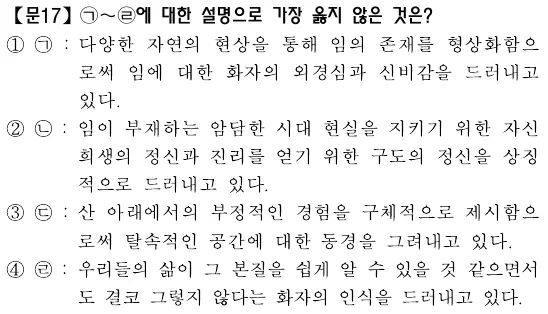 【문17】㉠～㉣에 대한 설명으로 가장 옳지 않은 것은?
① ㉠ : 다양한 자연의 현상을 통해 임의 존재를 형상화함으
로써 임에 대한 화자의 외경심과 신비감을 드러내고
있다.
② ㉡ : 임이 부재하는 암담한 시대 현실을 지키기 위한 자신
희생의 정신과 진리를 얻기 위한 구도의 정신을 상징
적으로 드러내고 있다.
③ ㉢ : 산 아래에서의 부정적인 경험을 구체적으로 제시함으
로써 탈속적인 공간에 대한 동경을 그려내고 있다.
④ ㉣ : 우리들의 삶이 그 본질을 쉽게 알 수 있을 것 같으면서
도 결코 그렇지 않다는 화자의 인식을 드러내고 있다.